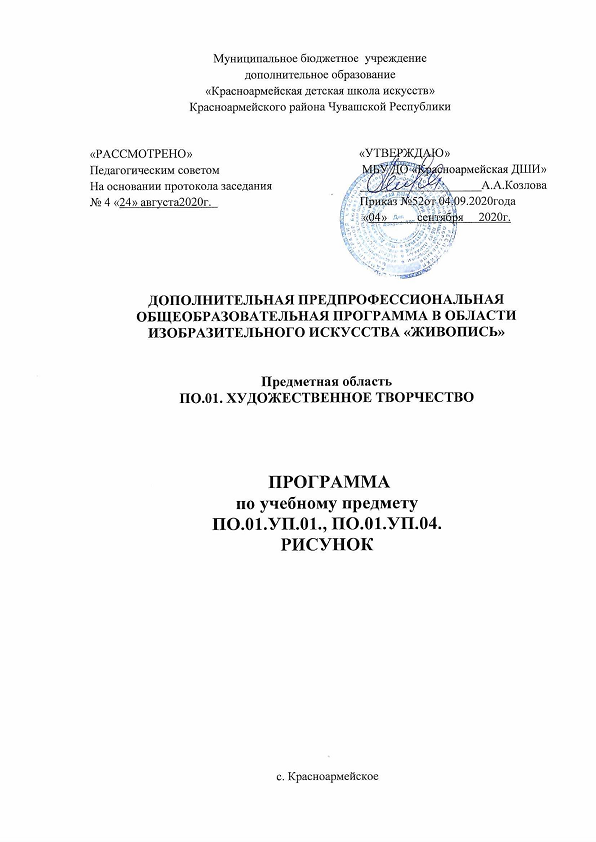 Муниципальное бюджетное учреждение
дополнительное образование
«Красноармейская детская школа искусств»
Красноармейского района Чувашской Республики
«РАССМОТРЕНО»
Педагогическим советом
На основании протокола заседания
№ 4 «24» августа2020г.
«УТВЕРЖДАЮ»
МБУ ДО «Красноармейская ДШИ»
А.А.Козлова
Приказ №52от 04.09.2020года
«04» сентября 2020г.
ДОПОЛНИТЕЛЬНАЯ ПРЕДПРОФЕССИОНАЛЬНАЯ
ОБЩЕОБРАЗОВАТЕЛЬНАЯ ПРОГРАММА В ОБЛАСТИ
ИЗОБРАЗИТЕЛЬНОГО ИСКУССТВА «ЖИВОПИСЬ»
Предметная область
ПО.01. ХУДОЖЕСТВЕННОЕ ТВОРЧЕСТВО
ПРОГРАММА
по учебному предмету
ПО.01.УП.01., ПО.01.УП.04.
РИСУНОК
с. Красноармейское